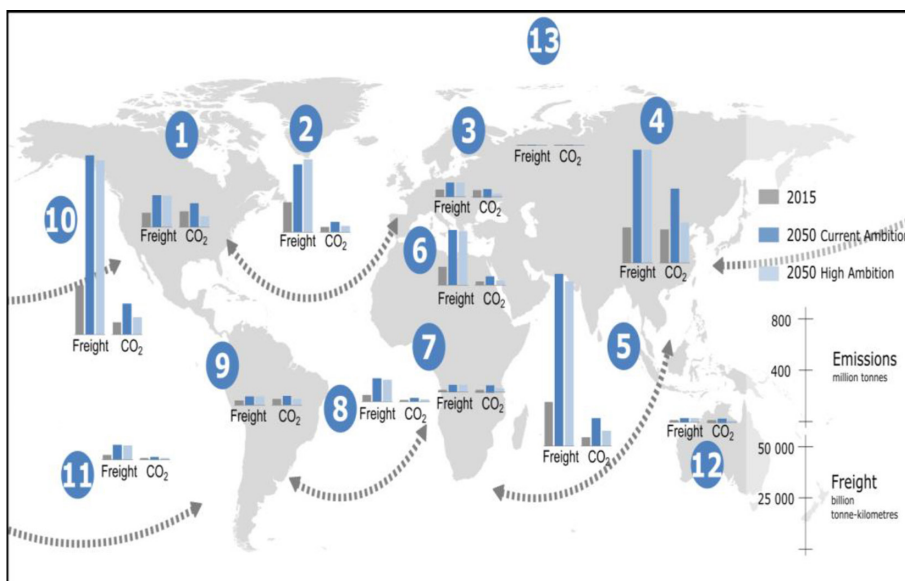 13
1
2
3
4
Freight CO₂
10
2015
Freight CO₂
6
Freight CO₂
2050 Current Ambition
Freight CO₂
2050 High Ambition
Freight CO₂
Freight CO₂
800
Freight CO₂
7
5
Emissions
million tonnes
9
400
8
Freight CO₂
Freight CO₂
Freight CO₂
Freight CO₂
Freight CO₂
50 000
11
Freight CO₂
12
Freight
billion
tonne-kilometres
25 000